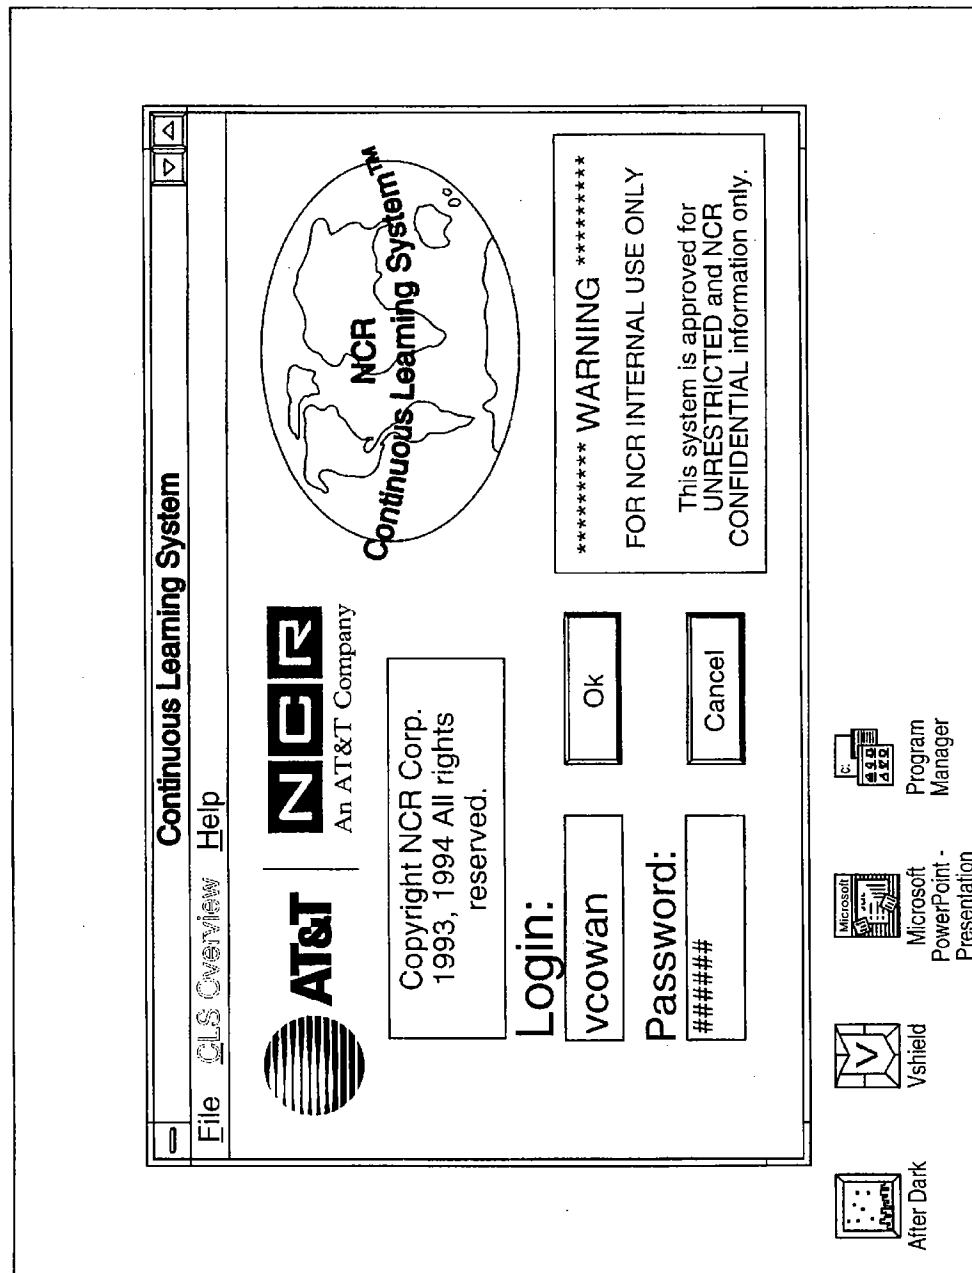 Continuous Learning System
File CLS Overview Help
AT&T
NCR
An AT&T Company
NCR
Continuous Learning System™
Copyright NCR Corp.
1993, 1994 All rights
reserved.
Login:
vcowan
Password:
######
Ok
Cancel
********* WARNING *********
FOR NCR INTERNAL USE ONLY
This system is approved for
UNRESTRICTED and NCR
CONFIDENTIAL information only.
After Dark
V
Vshield
Microsoft
Microsoft
PowerPoint -
Presentation
C:
Program
Manager